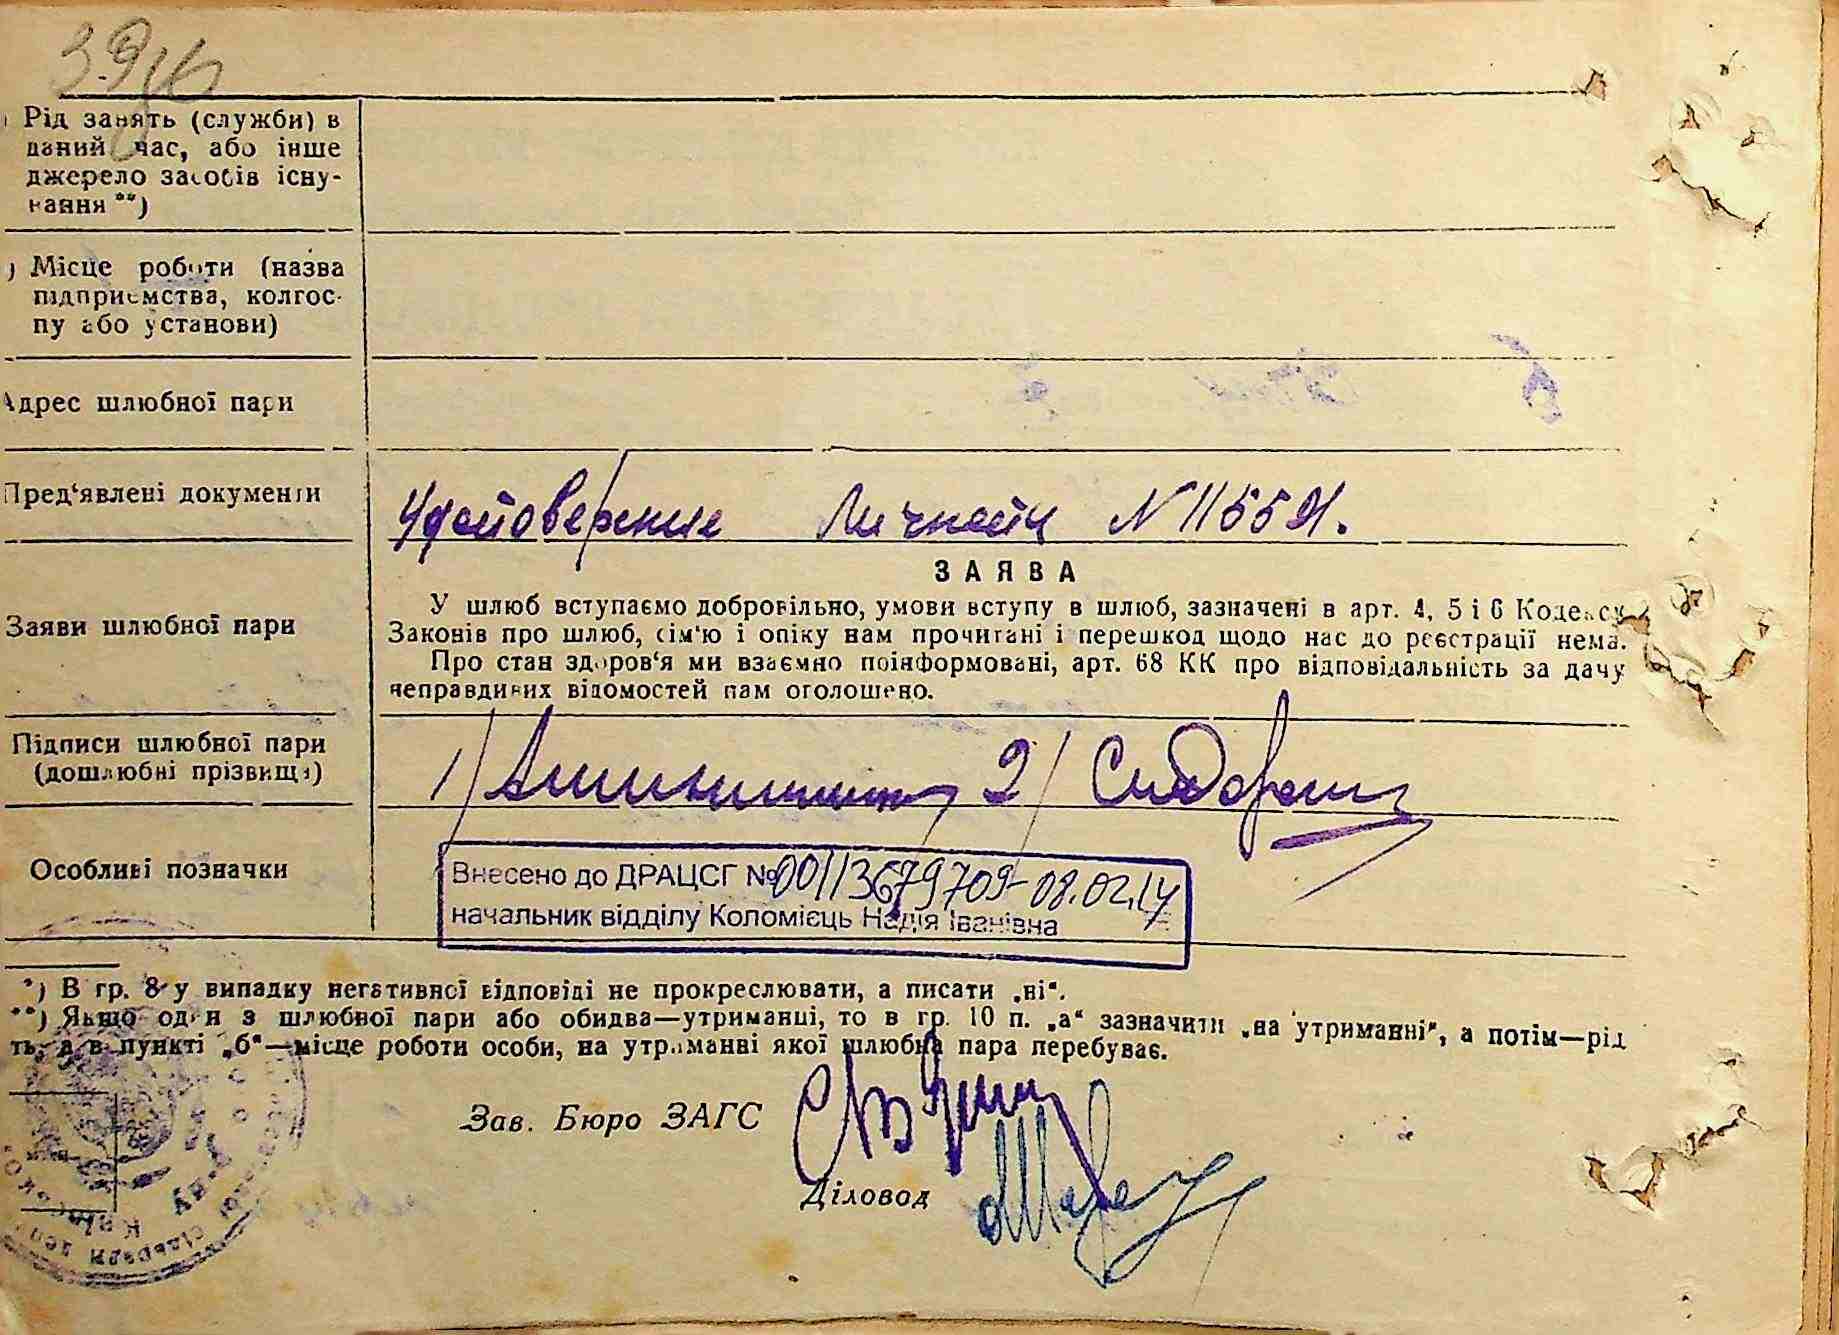 Рід занять (служби) в
даний час, або інше
джерело засобів існу-
вання **)
) Місце роботи (назва
підприємства, колгос-
пу або установи)
Адрес шлюбної пари
Пред‘явлені документи
Удостоверение Личности N 11552
ЗАЯВА
Заяви шлюбної пари
У шлюб вступаємо добровільно, умови вступу в шлюб, зазначені в арт. 4, 5 і 6 Кодексу
Законів про шлюб, сім‘ю і опіку нам прочитані і перешкод щодо нас до реєстрації нема.
Про стан здоров‘я ми взаємно поінформовані, арт. 68 КК про відповідальність за дачу
неправдивих відомостей нам оголошено.
Підписи шлюбної пари
(дошлюбні прізвища)
1/ 2/
Особливі позначки
Внесено до ДРАЦСГ № 00113679709-08.02.14
начальник відділу Коломієць Надія Іванівна
*) В гр. 8 у випадку негативної відповіді не прокреслювати, а писати „ні“.
**) Якщо один з шлюбної пари або обидва—утриманці, то в гр. 10 п. „а“ зазначити „на утриманні“, а потім—рід
ть, а в пункті „б“—місце роботи особи, на утриманні якої шлюбна пара перебуває.
Зав. Бюро ЗАГС
Діловод